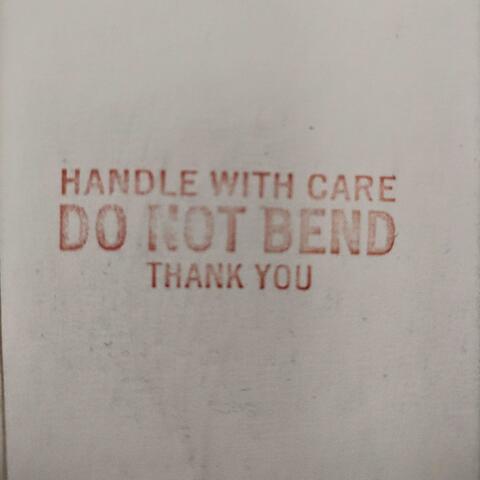 HANDLE WITH CARE
DO NOT BEND
THANK YOU